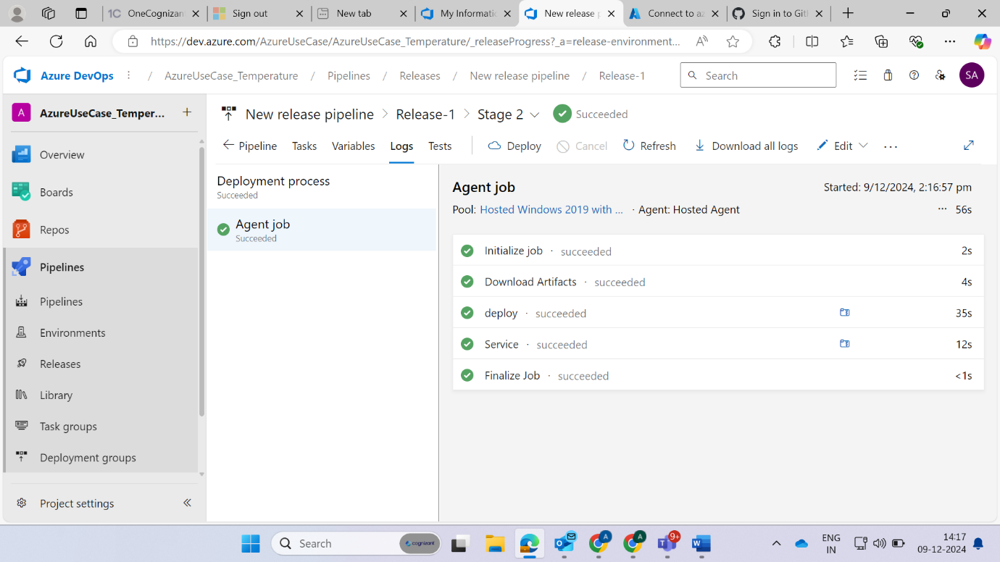 OneCognizan
Sign out
New tab
My Informatio
New release p
Connect to az
Sign in to Gitl
https://dev.azure.com/AzureUseCase/AzureUseCase_Temperature/_releaseProgress?_a=release-environment...
Azure DevOps / AzureUseCase_Temperature / Pipelines / Releases / New release pipeline / Release-1
Search
SA
A AzureUseCase_Temper...
Overview
Boards
Repos
Pipelines
Pipelines
Environments
Releases
Library
Task groups
Deployment groups
Project settings
New release pipeline > Release-1 > Stage 2 Succeeded
Pipeline Tasks Variables Logs Tests Deploy Cancel Refresh Download all logs Edit ...
Deployment process
Succeeded
Agent job
Succeeded
Agent job Started: 9/12/2024, 2:16:57 pm
Pool: Hosted Windows 2019 with ... · Agent: Hosted Agent ... 56s
Initialize job · succeeded 2s
Download Artifacts · succeeded 4s
deploy · succeeded 35s
Service · succeeded 12s
Finalize Job · succeeded <1s
Search cognizant
A
A
9+
ENG
IN
14:17
09-12-2024